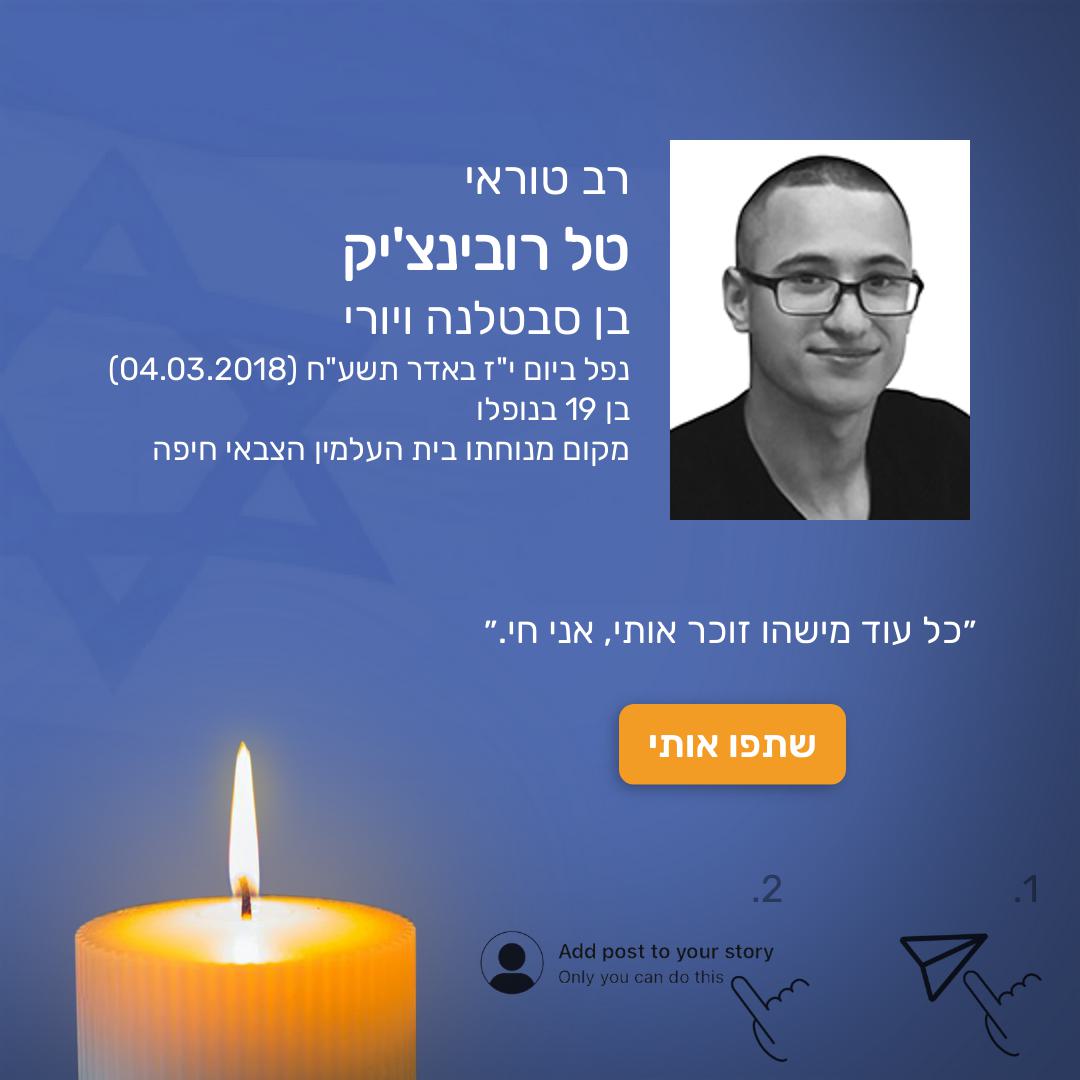 רב טוראי
טל רובינצ'יק
בן סבטלנה ויורי
נפל ביום י"ז באדר תשע"ח (04.03.2018)
בן 19 בנופלו
מקום מנוחתו בית העלמין הצבאי חיפה
״כל עוד מישהו זוכר אותי, אני חי.״
שתפו אותי
.1
.2
Add post to your story
Only you can do this